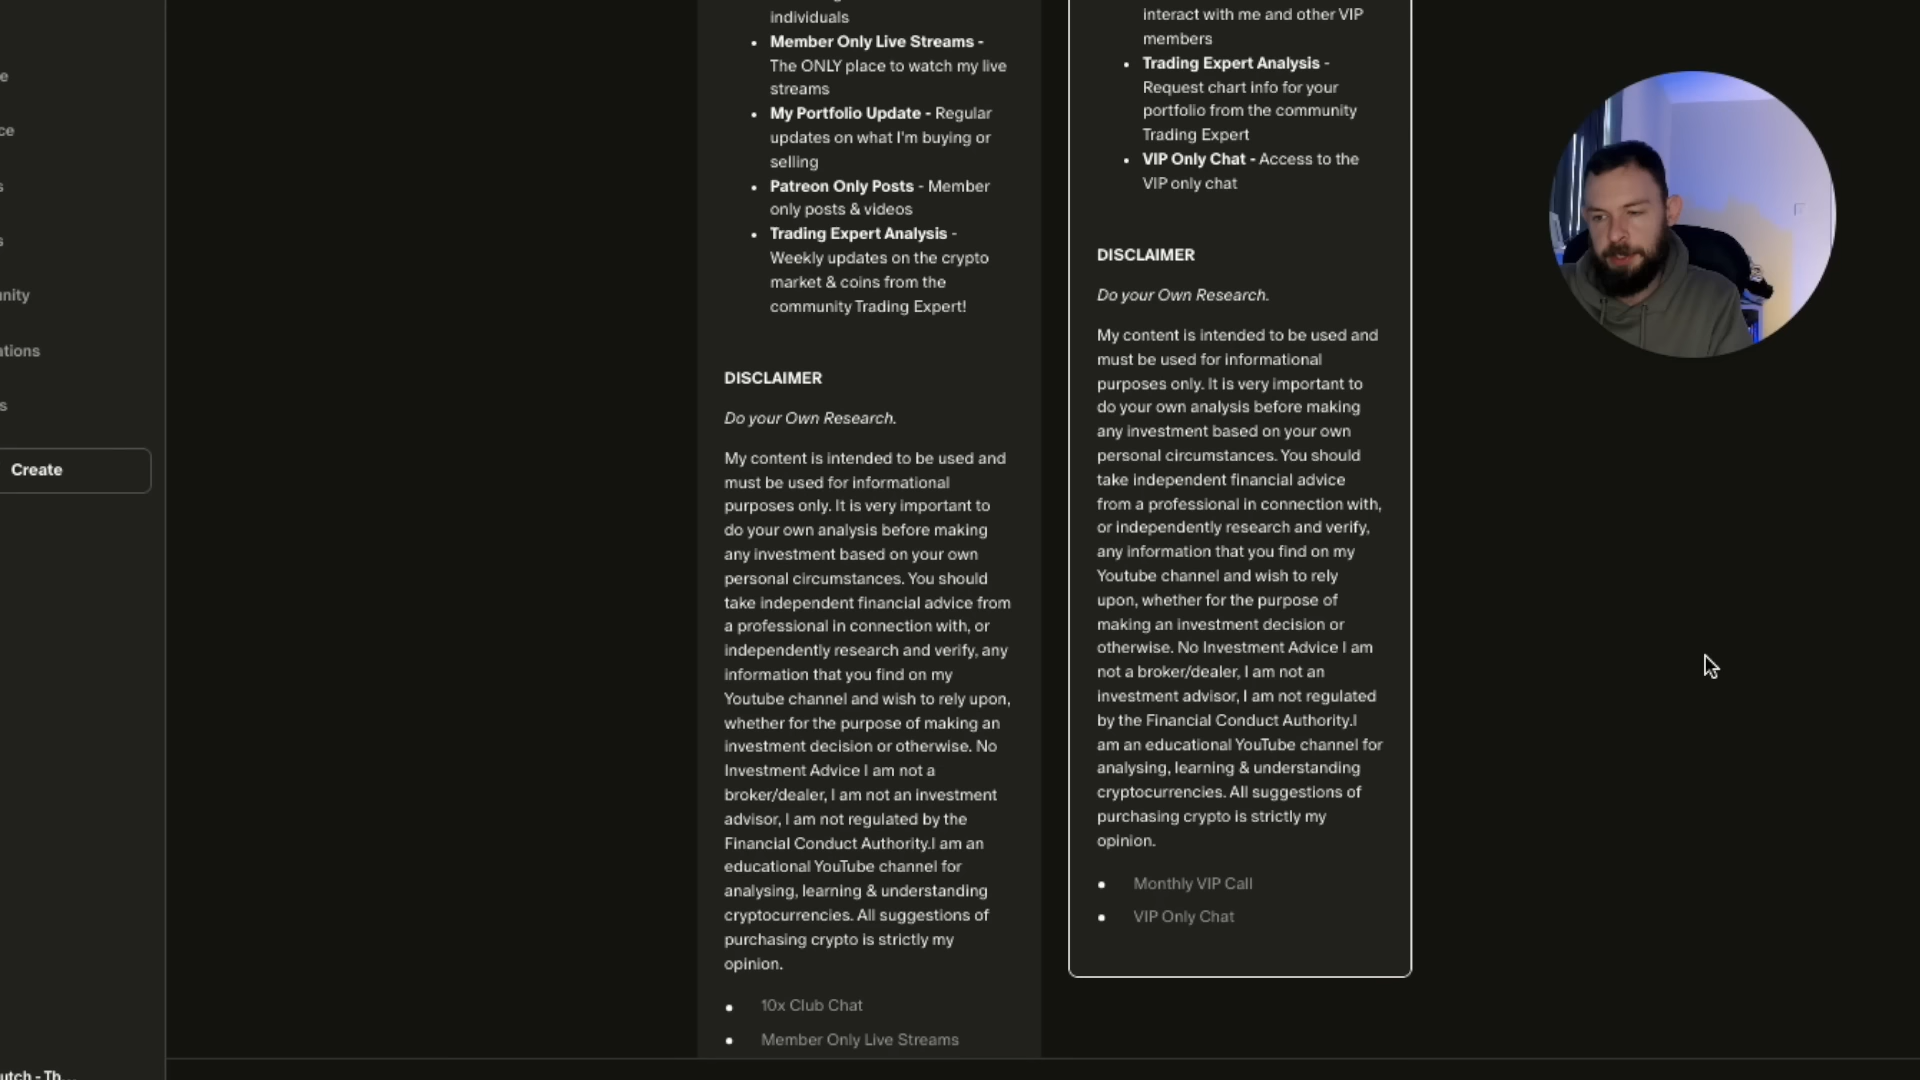 e
ce
s
s
unity
ations
s
Create
utch - Th...
individuals
• Member Only Live Streams -
The ONLY place to watch my live
streams
• My Portfolio Update - Regular
updates on what I'm buying or
selling
• Patreon Only Posts - Member
only posts & videos
• Trading Expert Analysis -
Weekly updates on the crypto
market & coins from the
community Trading Expert!
DISCLAIMER
Do your Own Research.
My content is intended to be used and
must be used for informational
purposes only. It is very important to
do your own analysis before making
any investment based on your own
personal circumstances. You should
take independent financial advice from
a professional in connection with, or
independently research and verify, any
information that you find on my
Youtube channel and wish to rely upon,
whether for the purpose of making an
investment decision or otherwise. No
Investment Advice I am not a
broker/dealer, I am not an investment
advisor, I am not regulated by the
Financial Conduct Authority.I am an
educational YouTube channel for
analysing, learning & understanding
cryptocurrencies. All suggestions of
purchasing crypto is strictly my
opinion.
• 10x Club Chat
• Member Only Live Streams
interact with me and other VIP
members
• Trading Expert Analysis -
Request chart info for your
portfolio from the community
Trading Expert
• VIP Only Chat - Access to the
VIP only chat
DISCLAIMER
Do your Own Research.
My content is intended to be used and
must be used for informational
purposes only. It is very important to
do your own analysis before making
any investment based on your own
personal circumstances. You should
take independent financial advice
from a professional in connection with,
or independently research and verify,
any information that you find on my
Youtube channel and wish to rely
upon, whether for the purpose of
making an investment decision or
otherwise. No Investment Advice I am
not a broker/dealer, I am not an
investment advisor, I am not regulated
by the Financial Conduct Authority.I
am an educational YouTube channel for
analysing, learning & understanding
cryptocurrencies. All suggestions of
purchasing crypto is strictly my
opinion.
• Monthly VIP Call
• VIP Only Chat